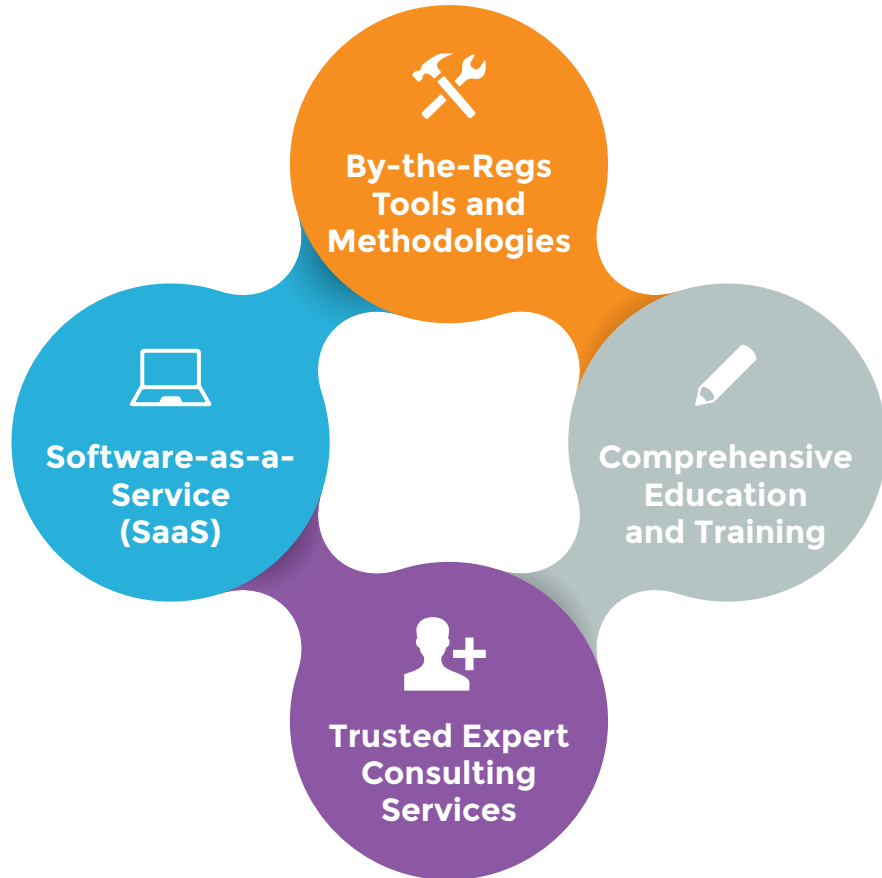 By-the-Regs
Tools and
Methodologies
Software-as-a-
Service
(SaaS)
Comprehensive
Education
and Training
Trusted Expert
Consulting
Services